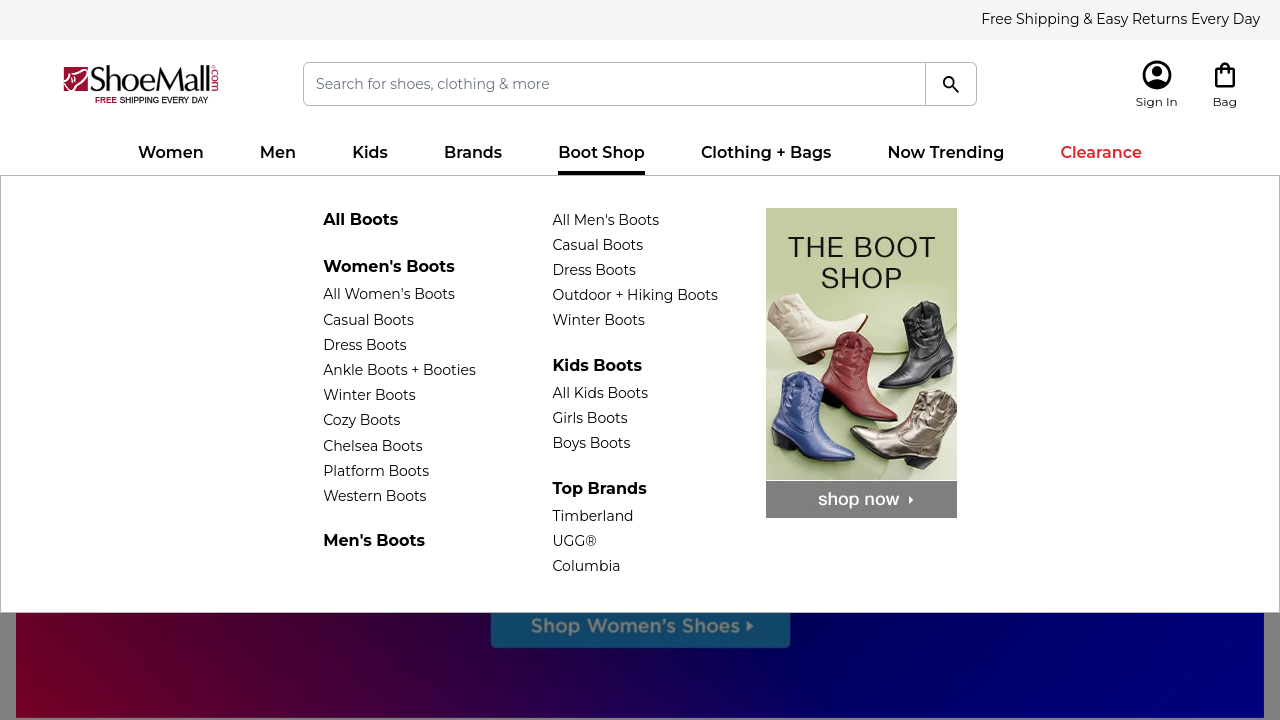 Free Shipping & Easy Returns Every Day
ShoeMall.com
FREE SHIPPING EVERY DAY
Search for shoes, clothing & more
Sign In
Bag
Women
Men
Kids
Brands
Boot Shop
Clothing + Bags
Now Trending
Clearance
All Boots
Women's Boots
All Women's Boots
Casual Boots
Dress Boots
Ankle Boots + Booties
Winter Boots
Cozy Boots
Chelsea Boots
Platform Boots
Western Boots
Men's Boots
All Men's Boots
Casual Boots
Dress Boots
Outdoor + Hiking Boots
Winter Boots
Kids Boots
All Kids Boots
Girls Boots
Boys Boots
Top Brands
Timberland
UGG®
Columbia
THE BOOT
SHOP
shop now
Shop Women's Shoes